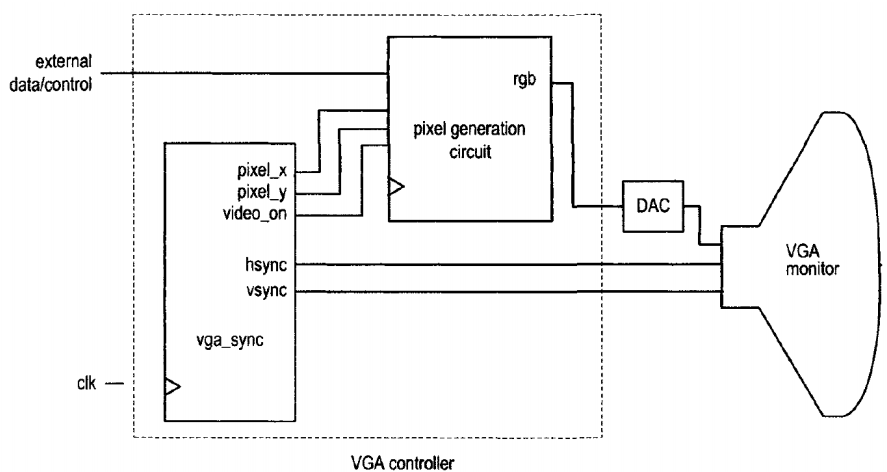 external
data/control
rgb
pixel generation
circuit
pixel_x
pixel_y
video_on
hsync
vsync
vga_sync
clk
DAC
VGA
monitor
VGA controller